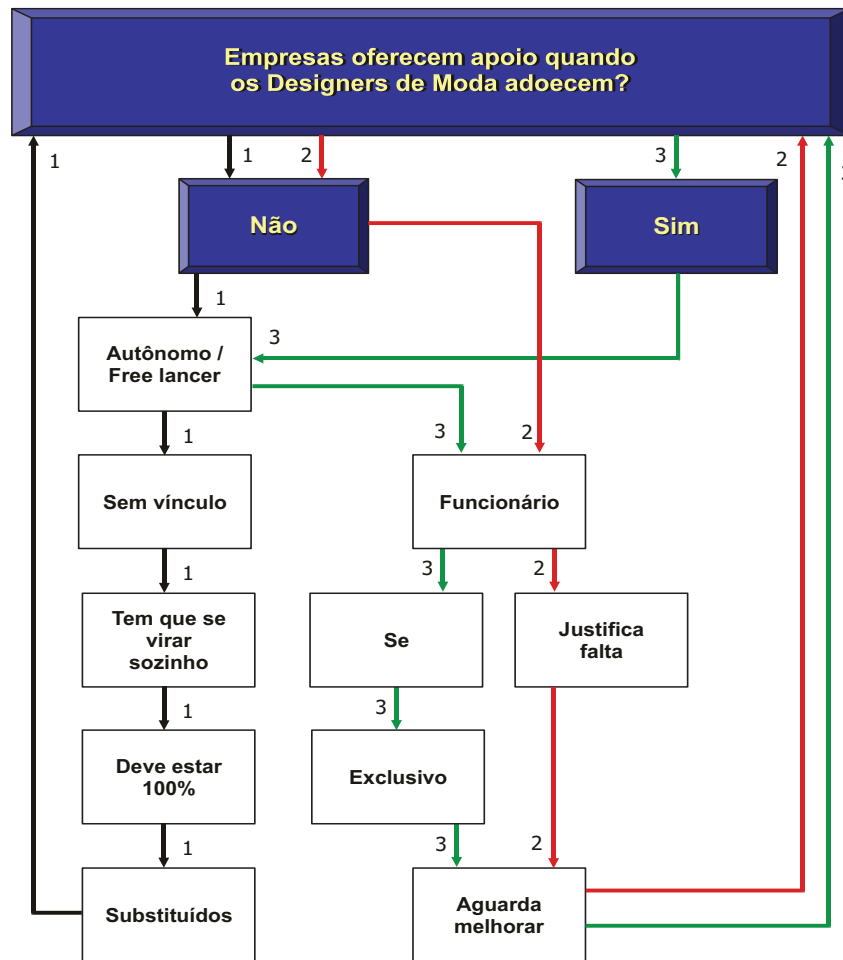 Empresas oferecem apoio quando
os Designers de Moda adoecem?
1
1
2
3
2
3
Não
Sim
1
3
Autônomo /
Free lancer
1
3
2
Sem vínculo
Funcionário
1
3
2
Tem que se
virar
sozinho
Se
Justifica
falta
1
3
Deve estar
100%
Exclusivo
1
3
2
Substituídos
Aguarda
melhorar